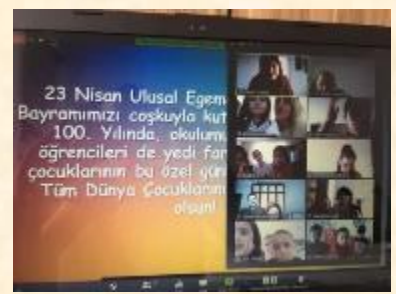 23 Nisan Ulusal Egem
Bayramımızı coşkuyla kut
100. Yılında, okulumu
öğrencileri de yedi far
çocuklarının bu özel gün
Tüm Dünya Çocuklarını
olsun!